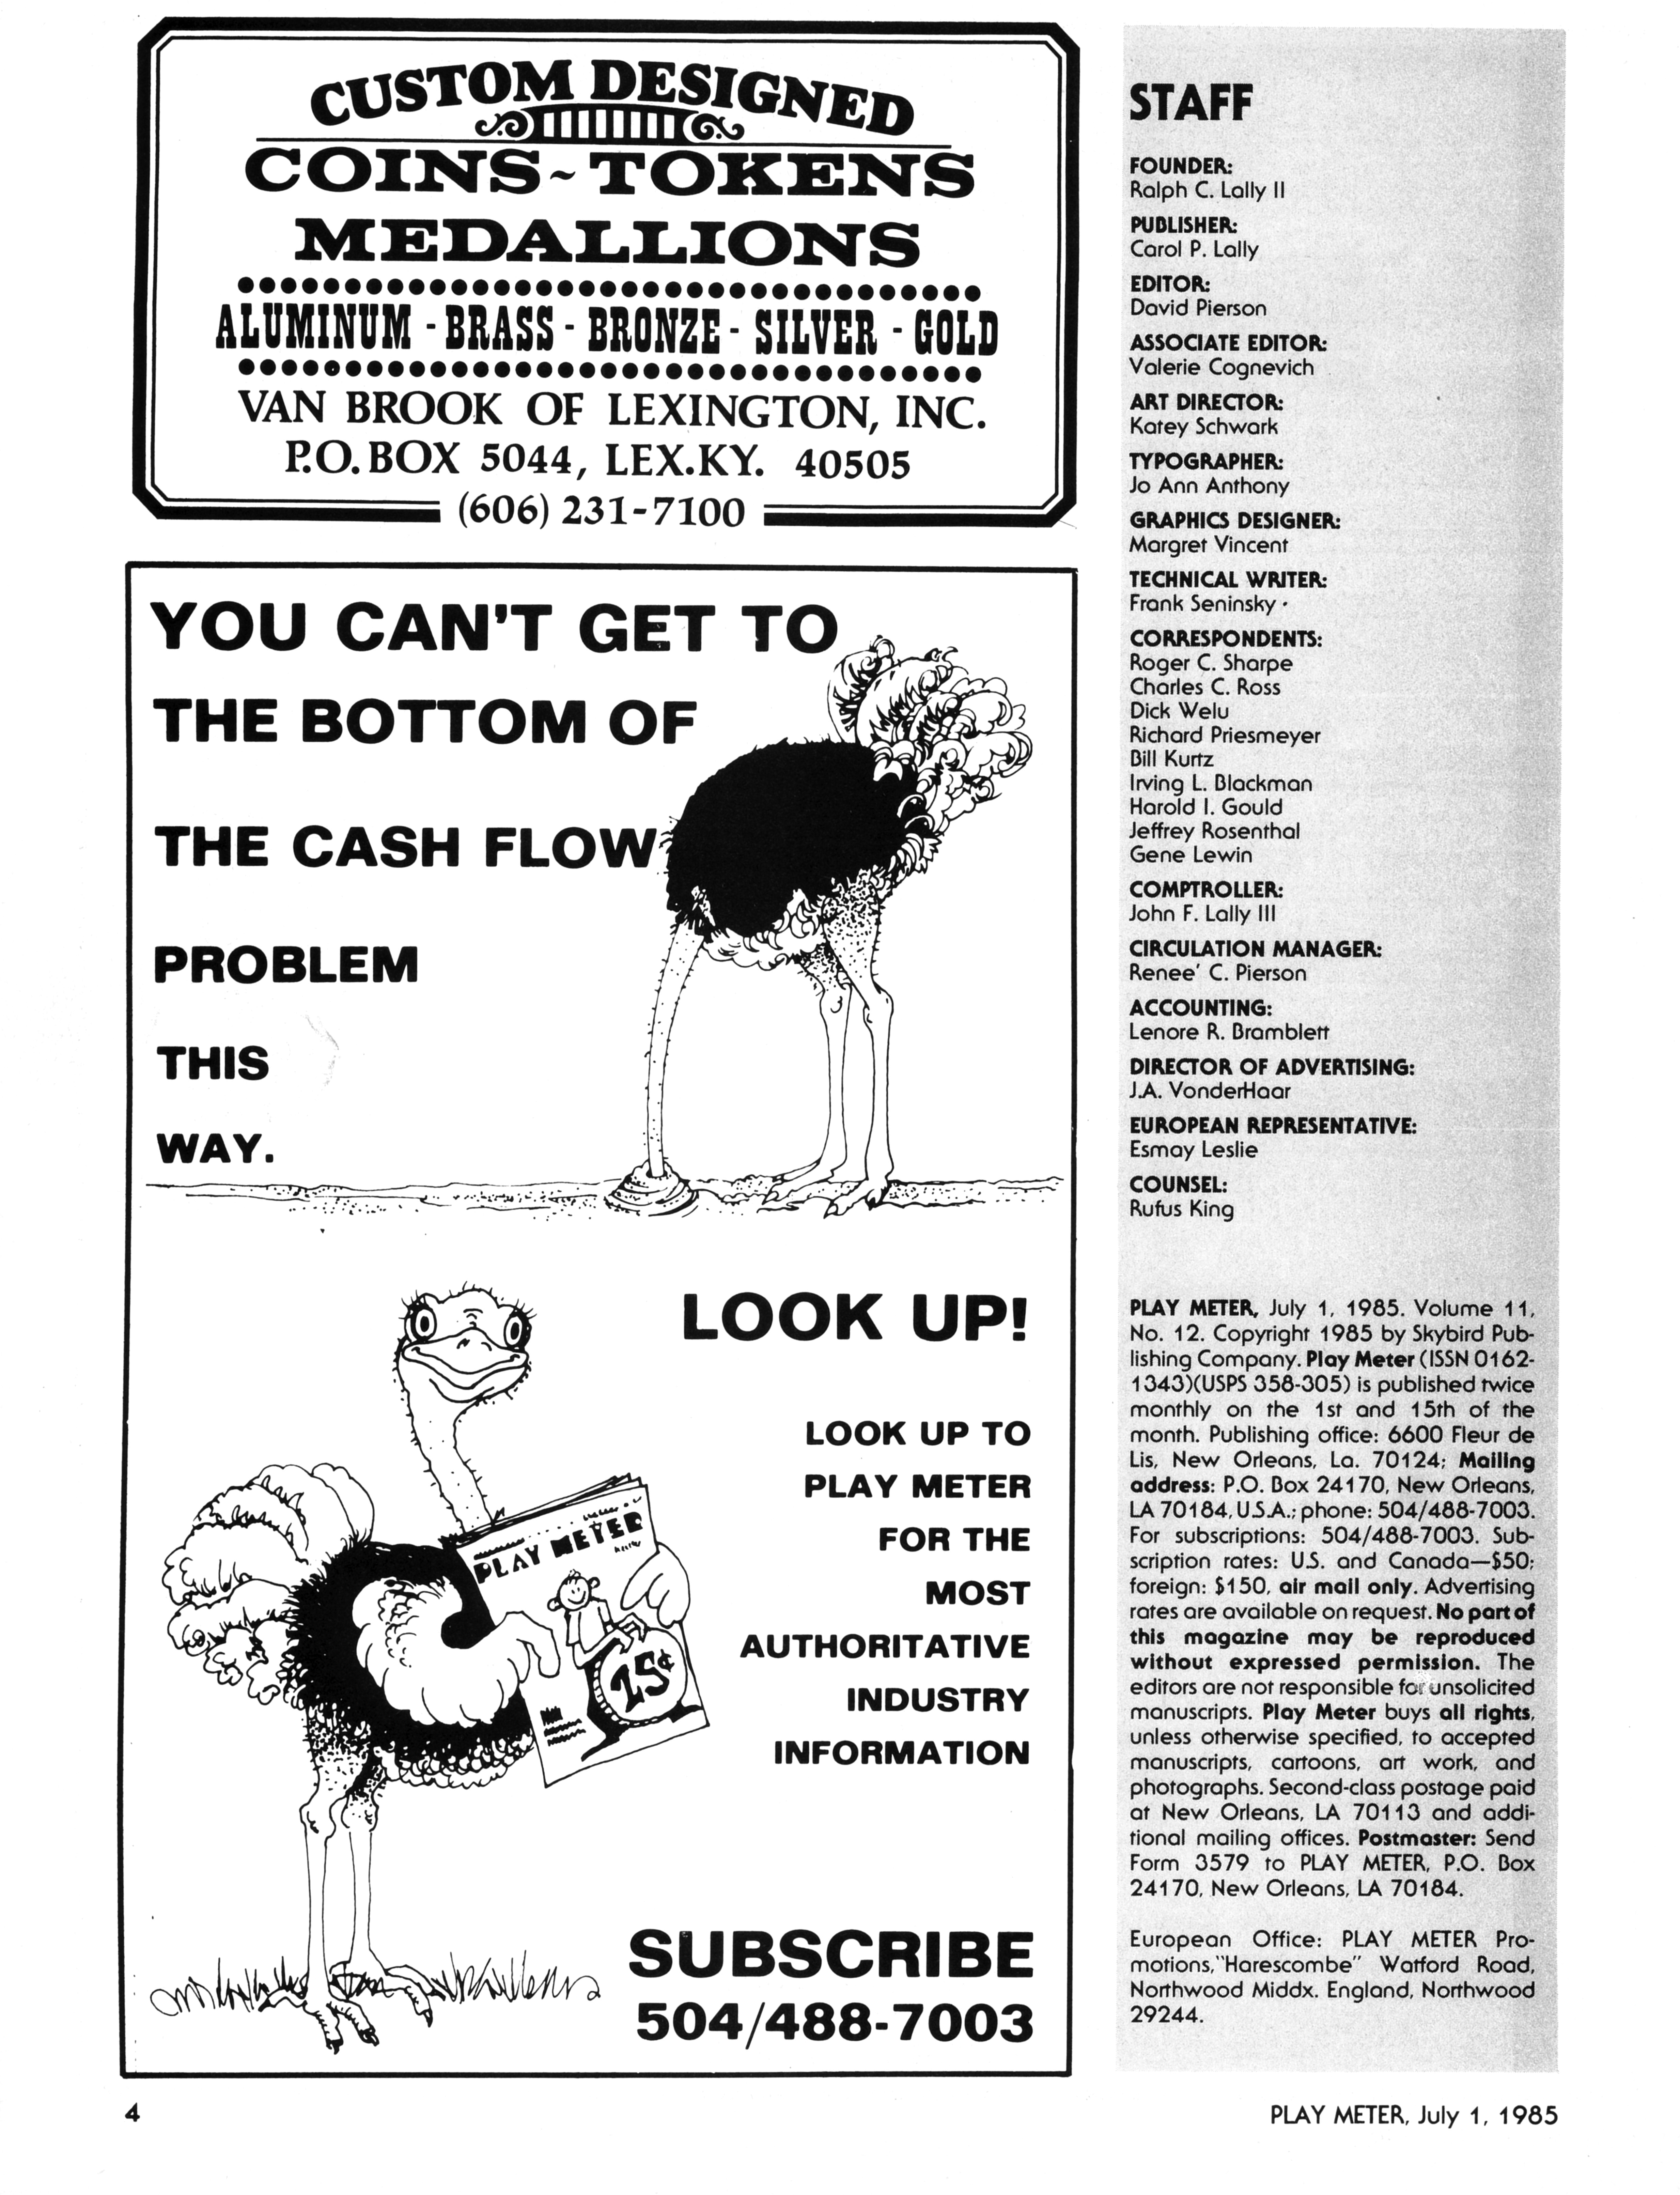 CUSTOM DESIGNED
COINS~TOKENS
MEDALLIONS
ALUMINUM - BRASS - BRONZE - SILVER - GOLD
VAN BROOK OF LEXINGTON, INC.
P.O. BOX 5044, LEX.KY. 40505
(606) 231-7100
YOU CAN'T GET TO
THE BOTTOM OF
THE CASH FLOW
PROBLEM
THIS
WAY.
LOOK UP!
LOOK UP TO
PLAY METER
FOR THE
MOST
AUTHORITATIVE
INDUSTRY
INFORMATION
PLAY METER
25¢
SUBSCRIBE
504/488-7003
STAFF
FOUNDER:
Ralph C. Lally II
PUBLISHER:
Carol P. Lally
EDITOR:
David Pierson
ASSOCIATE EDITOR:
Valerie Cognevich
ART DIRECTOR:
Katey Schwark
TYPOGRAPHER:
Jo Ann Anthony
GRAPHICS DESIGNER:
Margret Vincent
TECHNICAL WRITER:
Frank Seninsky
CORRESPONDENTS:
Roger C. Sharpe
Charles C. Ross
Dick Welu
Richard Priesmeyer
Bill Kurtz
Irving L. Blackman
Harold I. Gould
Jeffrey Rosenthal
Gene Lewin
COMPTROLLER:
John F. Lally III
CIRCULATION MANAGER:
Renee' C. Pierson
ACCOUNTING:
Lenore R. Bramblett
DIRECTOR OF ADVERTISING:
J.A. VonderHaar
EUROPEAN REPRESENTATIVE:
Esmay Leslie
COUNSEL:
Rufus King
PLAY METER, July 1, 1985. Volume 11,
No. 12. Copyright 1985 by Skybird Pub-
lishing Company. Play Meter (ISSN 0162-
1343)(USPS 358-305) is published twice
monthly on the 1st and 15th of the
month. Publishing office: 6600 Fleur de
Lis, New Orleans, La. 70124; Mailing
address: P.O. Box 24170, New Orleans,
LA 70184, U.S.A.; phone: 504/488-7003.
For subscriptions: 504/488-7003. Sub-
scription rates: U.S. and Canada—$50;
foreign: $150, air mail only. Advertising
rates are available on request. No part of
this magazine may be reproduced
without expressed permission. The
editors are not responsible for unsolicited
manuscripts. Play Meter buys all rights,
unless otherwise specified, to accepted
manuscripts, cartoons, art work, and
photographs. Second-class postage paid
at New Orleans, LA 70113 and addi-
tional mailing offices. Postmaster: Send
Form 3579 to PLAY METER, P.O. Box
24170, New Orleans, LA 70184.
European Office: PLAY METER Pro-
motions, "Harescombe" Watford Road,
Northwood Middx. England, Northwood
29244.
4
PLAY METER, July 1, 1985